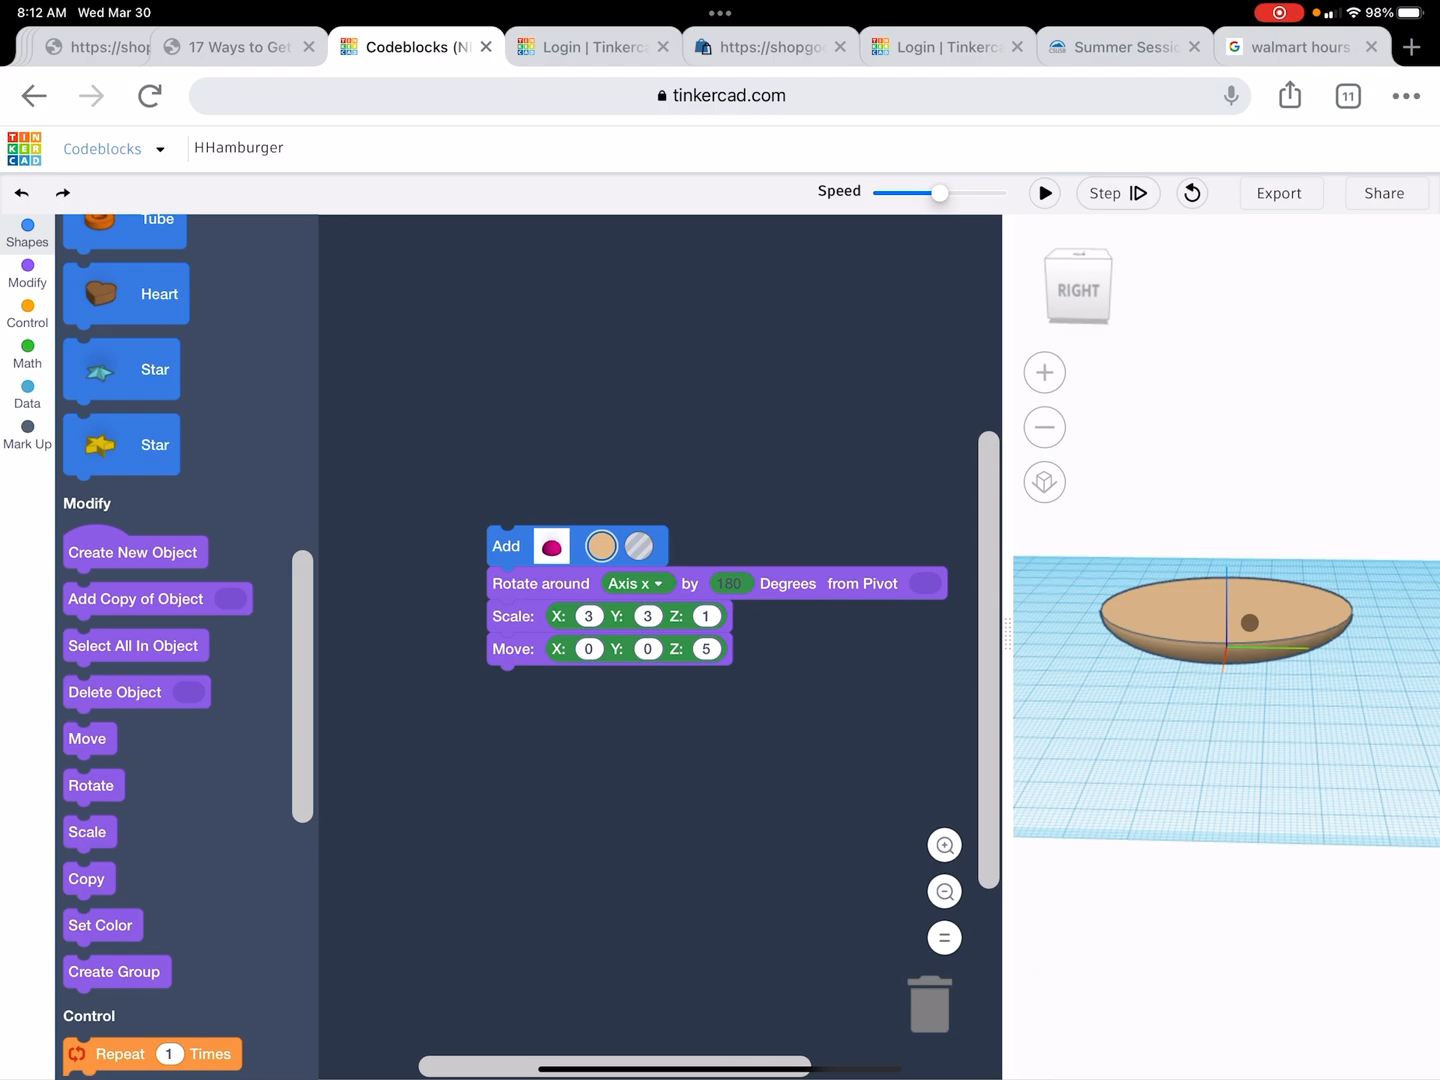 8:12 AM Wed Mar 30
98%
https://shop
17 Ways to Get
Codeblocks (N
Login | Tinkerca
https://shopgo
Login | Tinkerca
Summer Sessi
walmart hours
tinkercad.com
11
TIN
KER
CAD
Codeblocks
HHamburger
Speed
Step
Export
Share
Shapes
Modify
Control
Math
Data
Mark Up
Tube
Heart
Star
Star
Modify
Create New Object
Add Copy of Object
Select All In Object
Delete Object
Move
Rotate
Scale
Copy
Set Color
Create Group
Control
Repeat 1 Times
Add
Rotate around Axis x by 180 Degrees from Pivot
Scale: X: 3 Y: 3 Z: 1
Move: X: 0 Y: 0 Z: 5
RIGHT